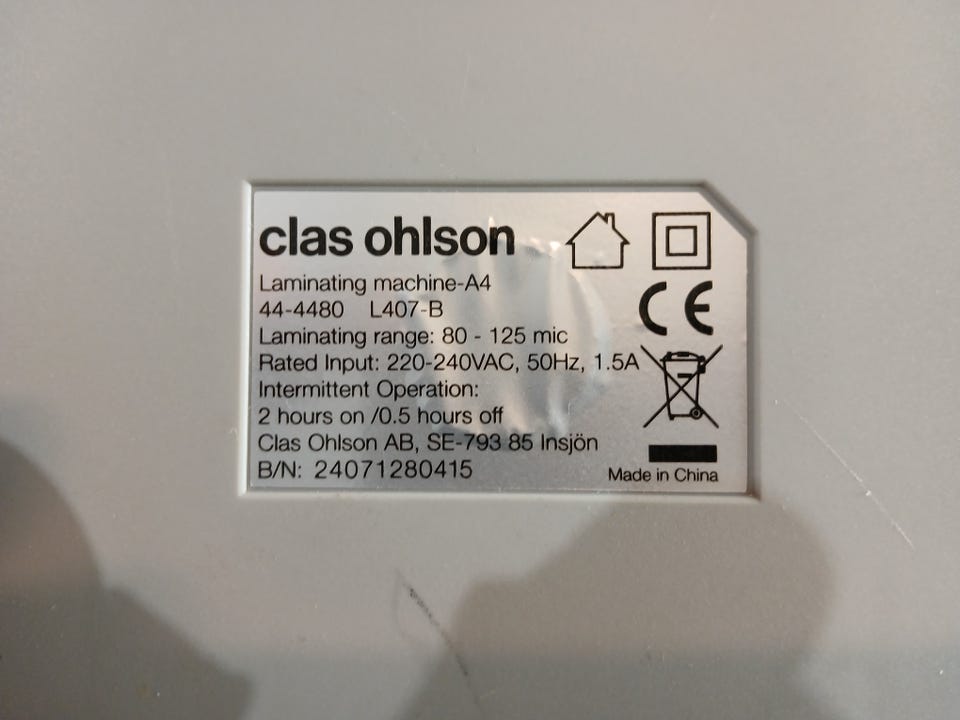 clas ohlson
Laminating machine-A4
44-4480 L407-B
Laminating range: 80 - 125 mic
Rated Input: 220-240VAC, 50Hz, 1.5A
Intermittent Operation:
2 hours on /0.5 hours off
Clas Ohlson AB, SE-793 85 Insjön
B/N: 24071280415
CE
Made in China